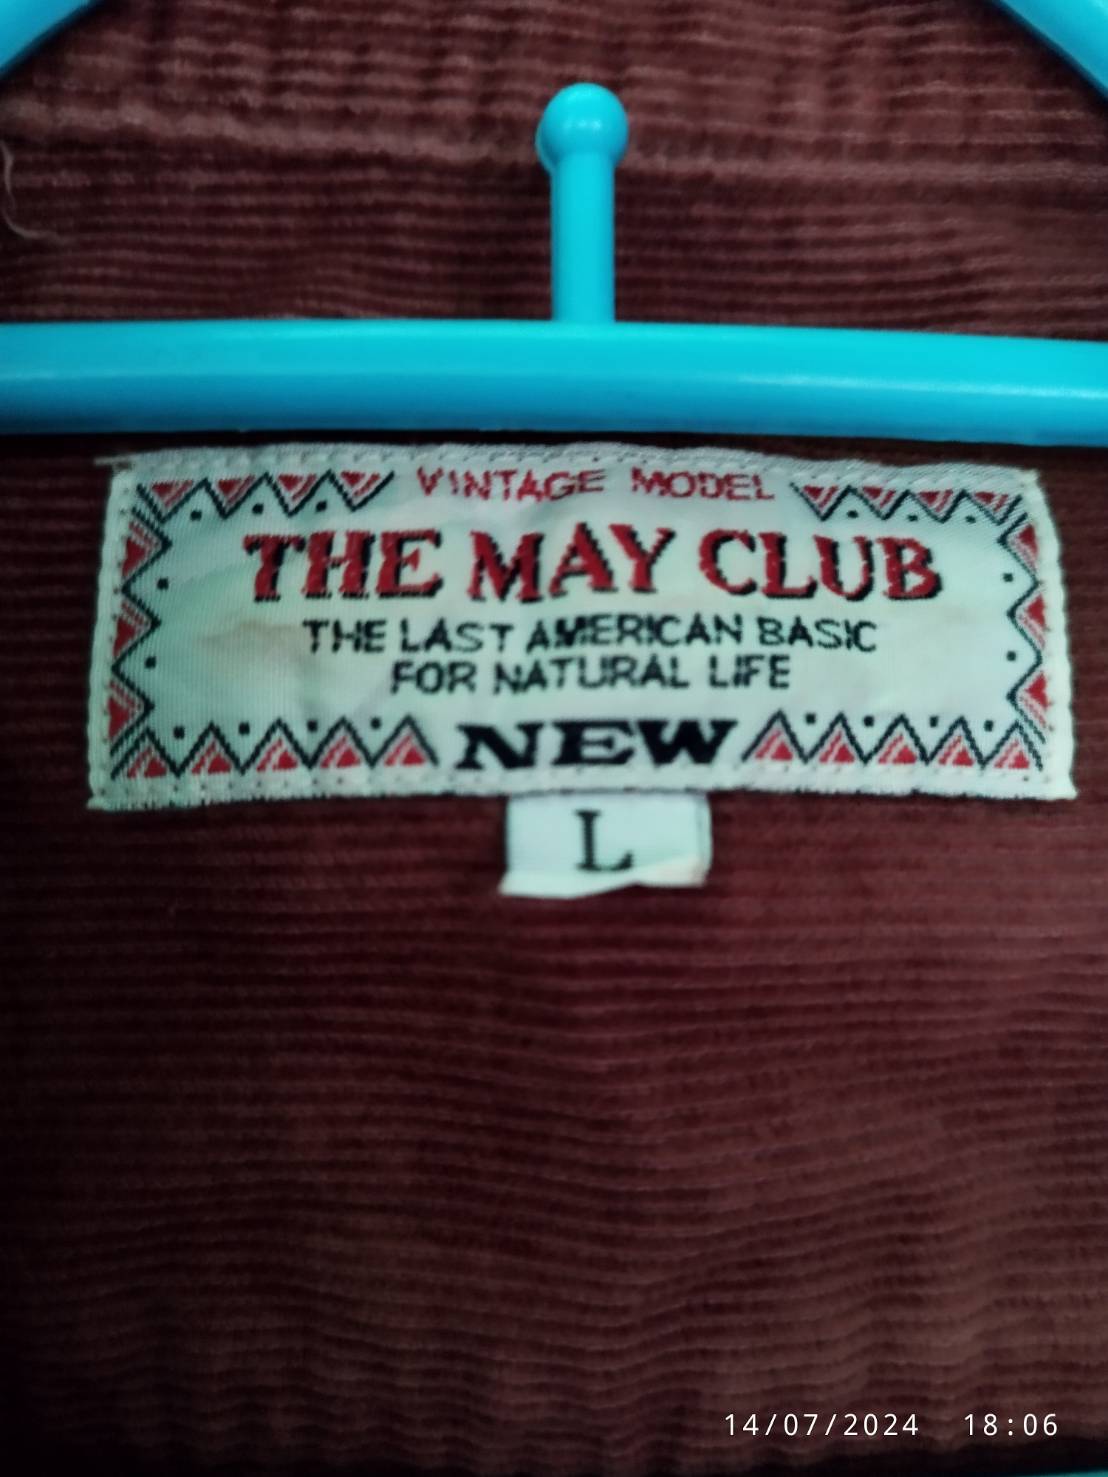 VINTAGE MODEL
THE MAY CLUB
THE LAST AMERICAN BASIC
FOR NATURAL LIFE
NEW
L
14/07/2024 18:06